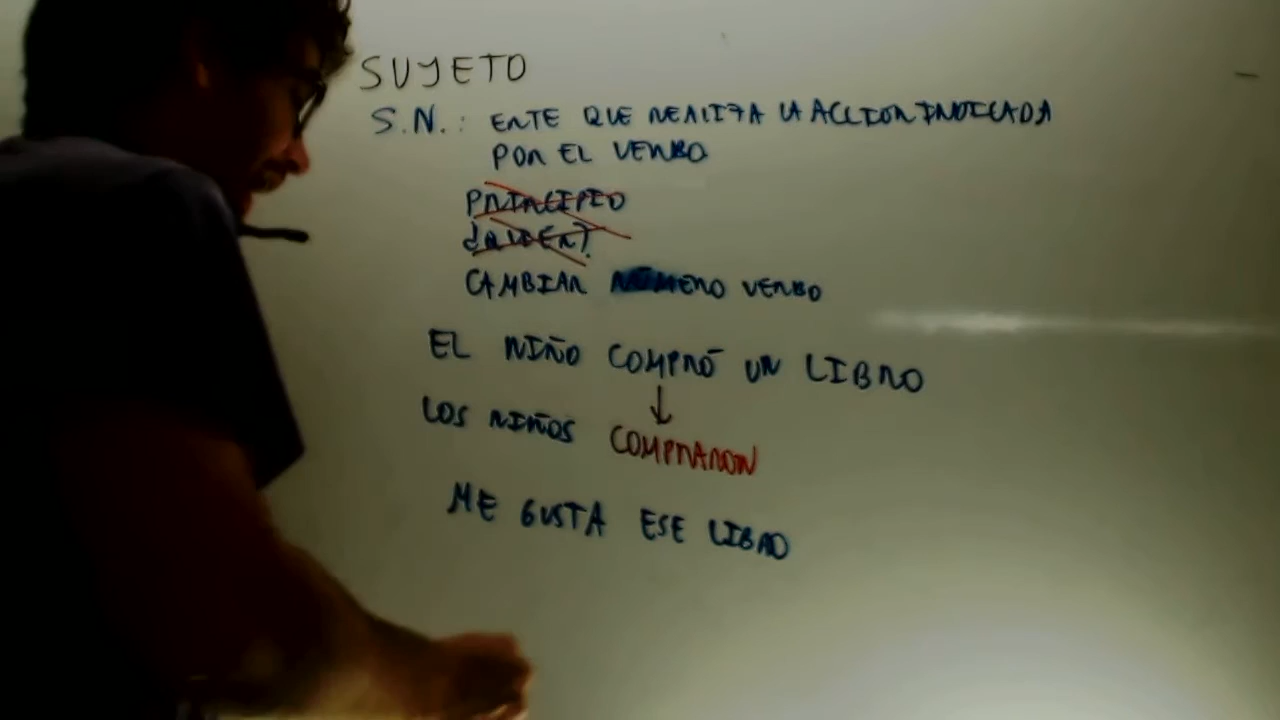 SUJETO
S.N.: ENTE QUE REALIZA LA ACCION INDICADA
POR EL VERBO
PRINCIPIO
CAMBIAR NÚMERO VERBO
EL NIÑO COMPRÓ UN LIBRO
LOS NIÑOS COMPRARON
ME GUSTA ESE LIBRO